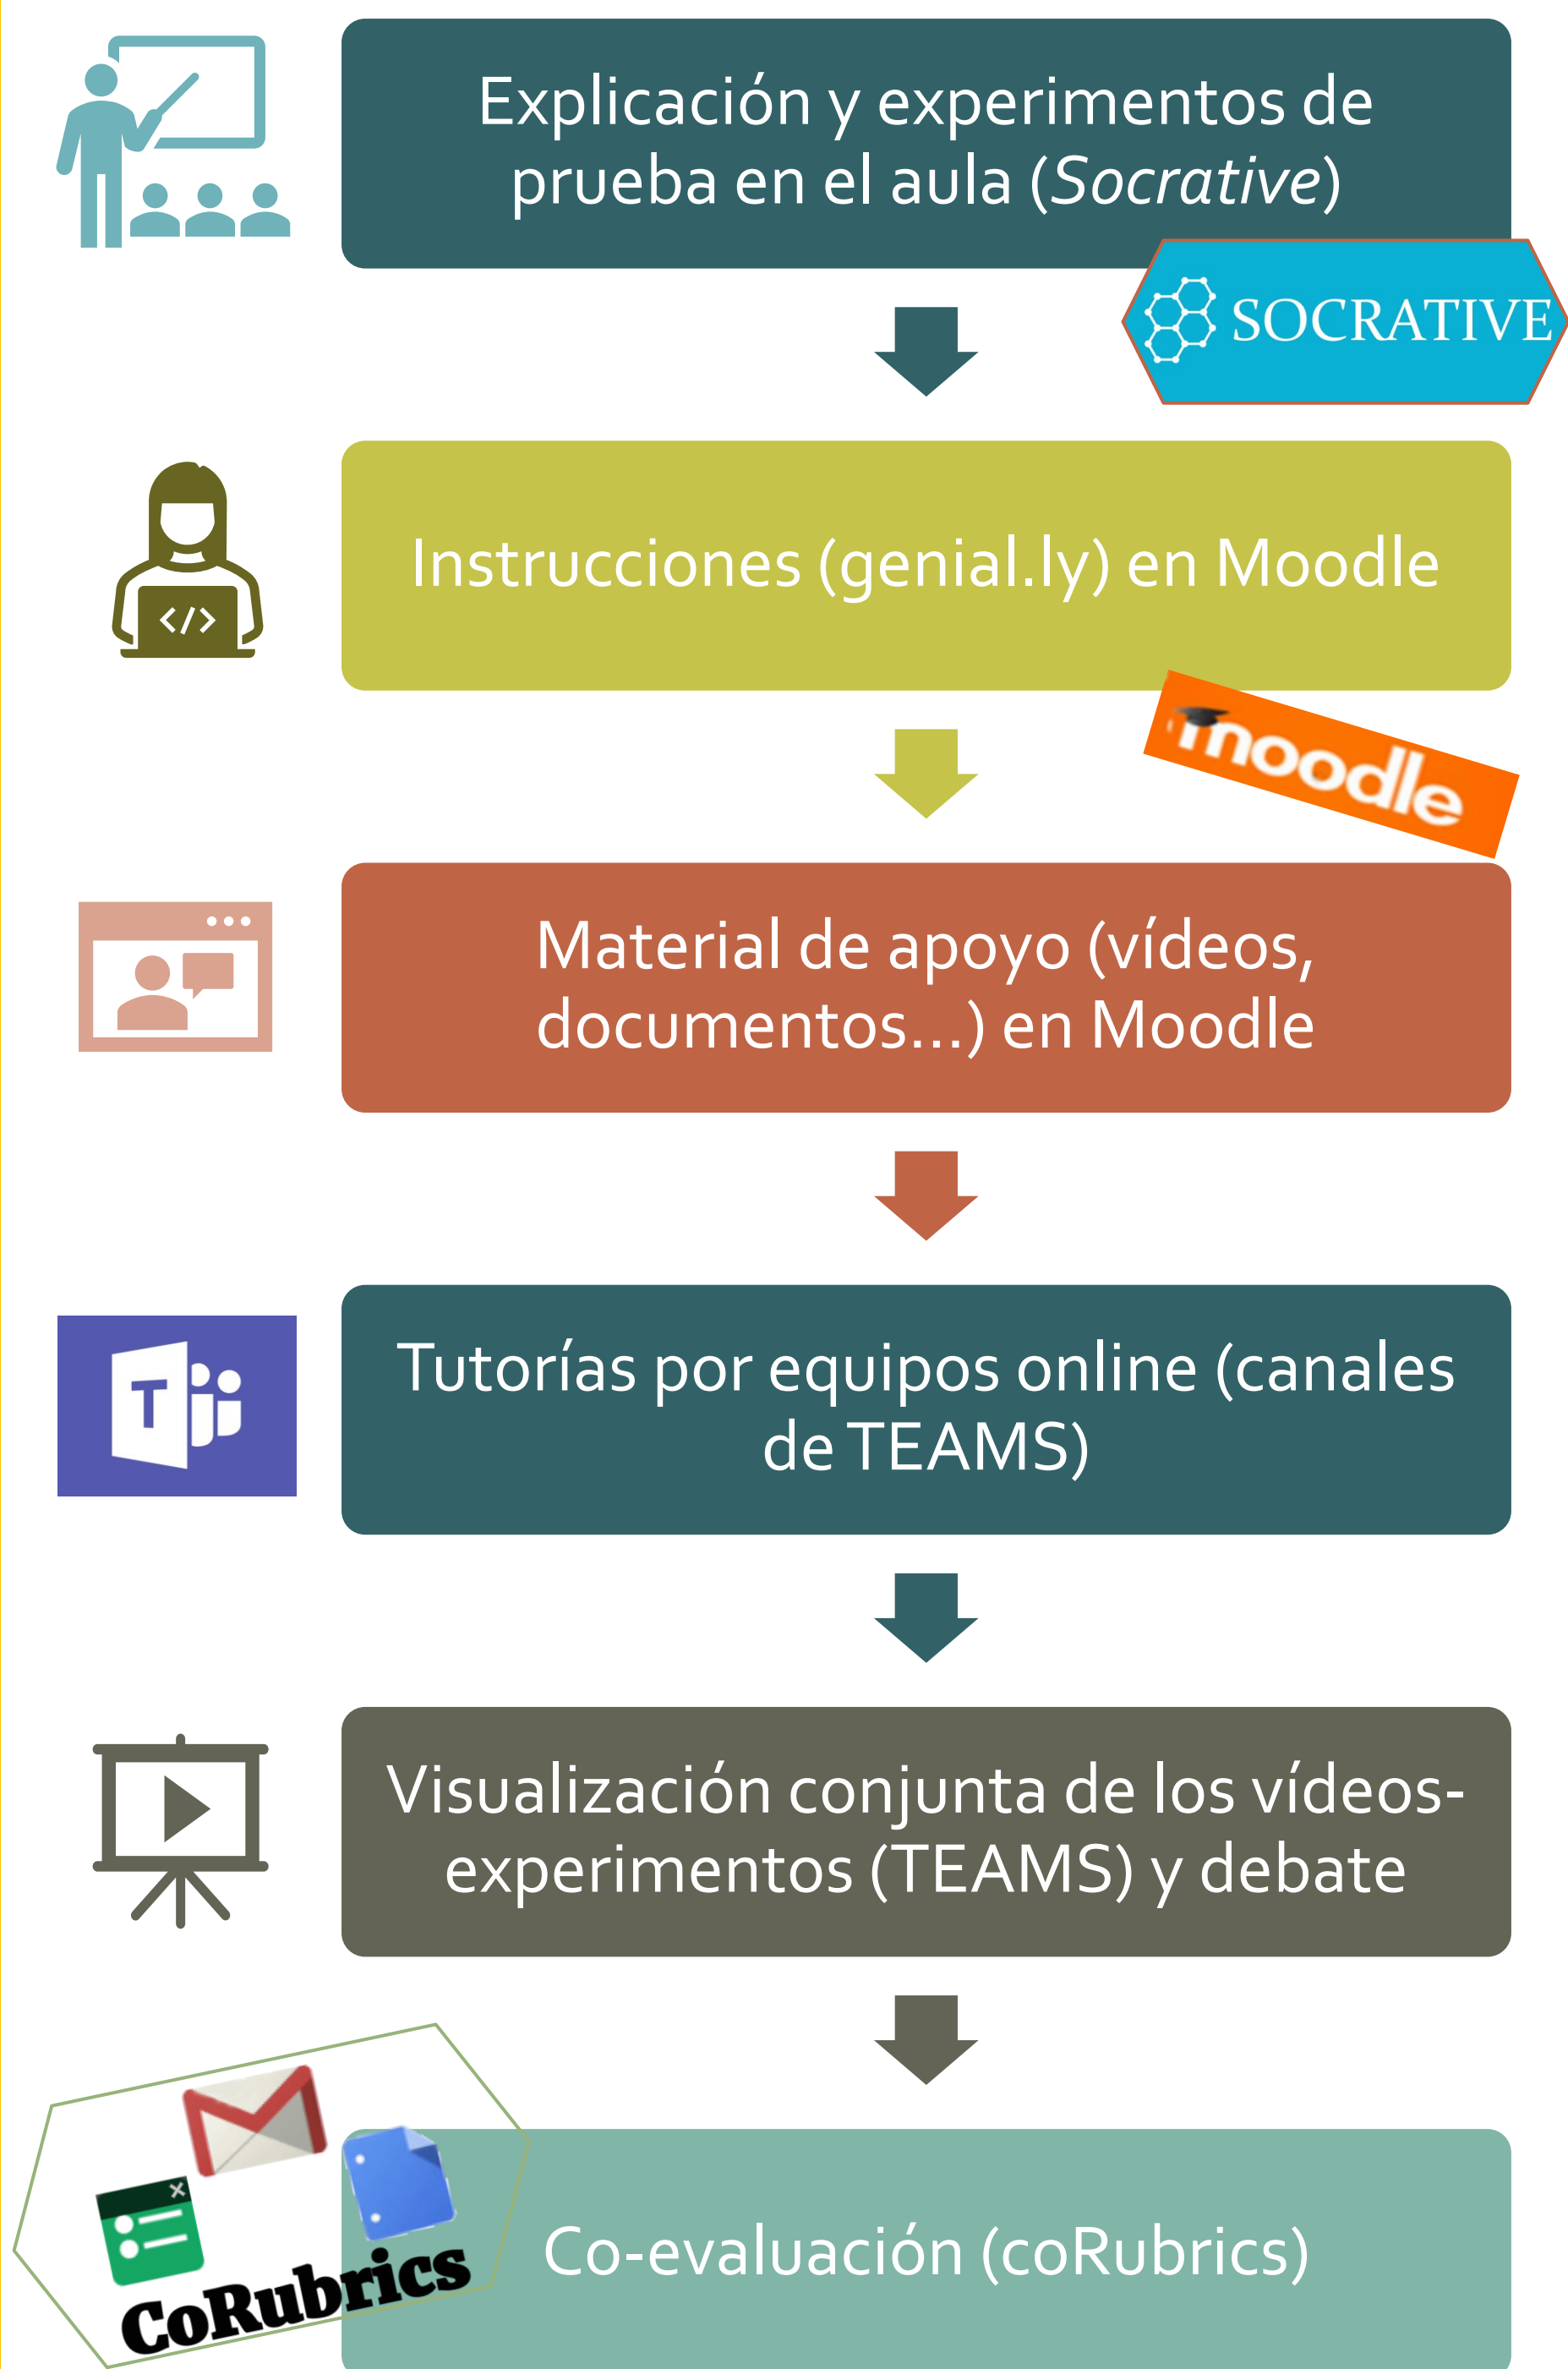 Explicación y experimentos de
prueba en el aula (Socrative)
SOCRATIVE
Instrucciones (genial.ly) en Moodle
moodle
Material de apoyo (vídeos,
documentos...) en Moodle
T
Tutorías por equipos online (canales
de TEAMS)
Visualización conjunta de los vídeos-
experimentos (TEAMS) y debate
Co-evaluación (coRubrics)
CoRubrics